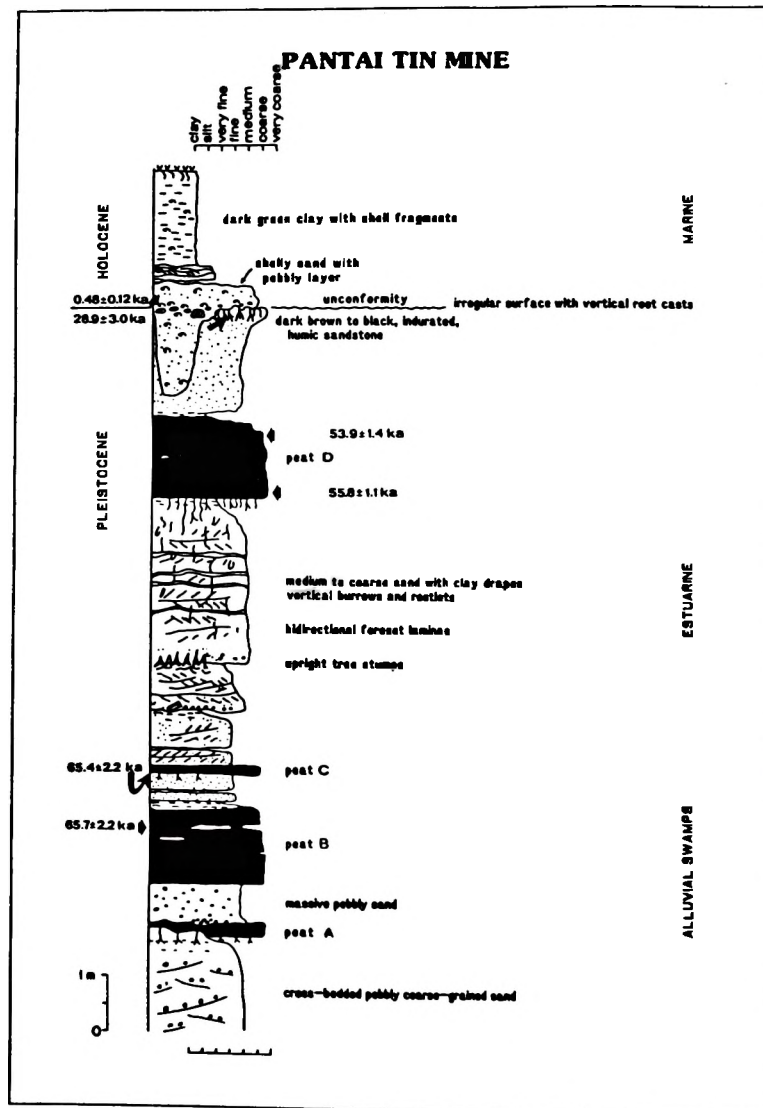 PANTAI TIN MINE
clay
silt
very fine
fine
medium
coarse
very coarse
HOLOCENE
MARINE
dark green clay with shell fragments
shelly sand with
pebbly layer
0.48±0.12 ka
unconformity
irregular surface with vertical root casts
28.9±3.0 ka
dark brown to black, indurated,
humic sandstone
PLEISTOCENE
53.9±1.4 ka
peat D
55.8±1.1 ka
ESTUARINE
medium to coarse sand with clay drapes
vertical burrows and rootlets
bidirectional foreset laminae
upright tree stumps
65.4±2.2 ka
peat C
65.7±2.2 ka
peat B
ALLUVIAL SWAMPS
massive pebbly sand
peat A
1m
cross-bedded pebbly coarse-grained sand
0